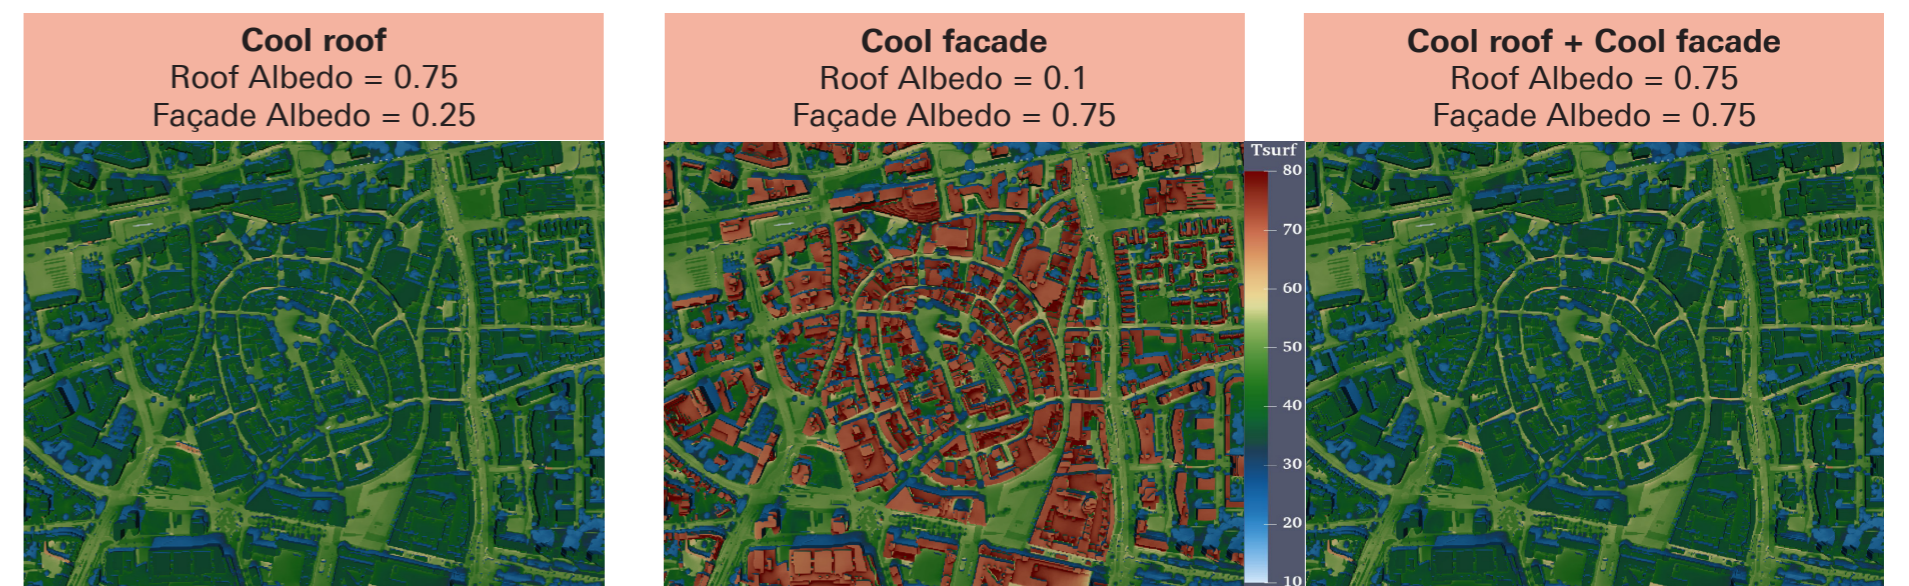 Cool roof
Roof Albedo = 0.75
Façade Albedo = 0.25
Cool facade
Roof Albedo = 0.1
Façade Albedo = 0.75
Cool roof + Cool facade
Roof Albedo = 0.75
Façade Albedo = 0.75
Tsurf
80
70
60
50
40
30
20
10